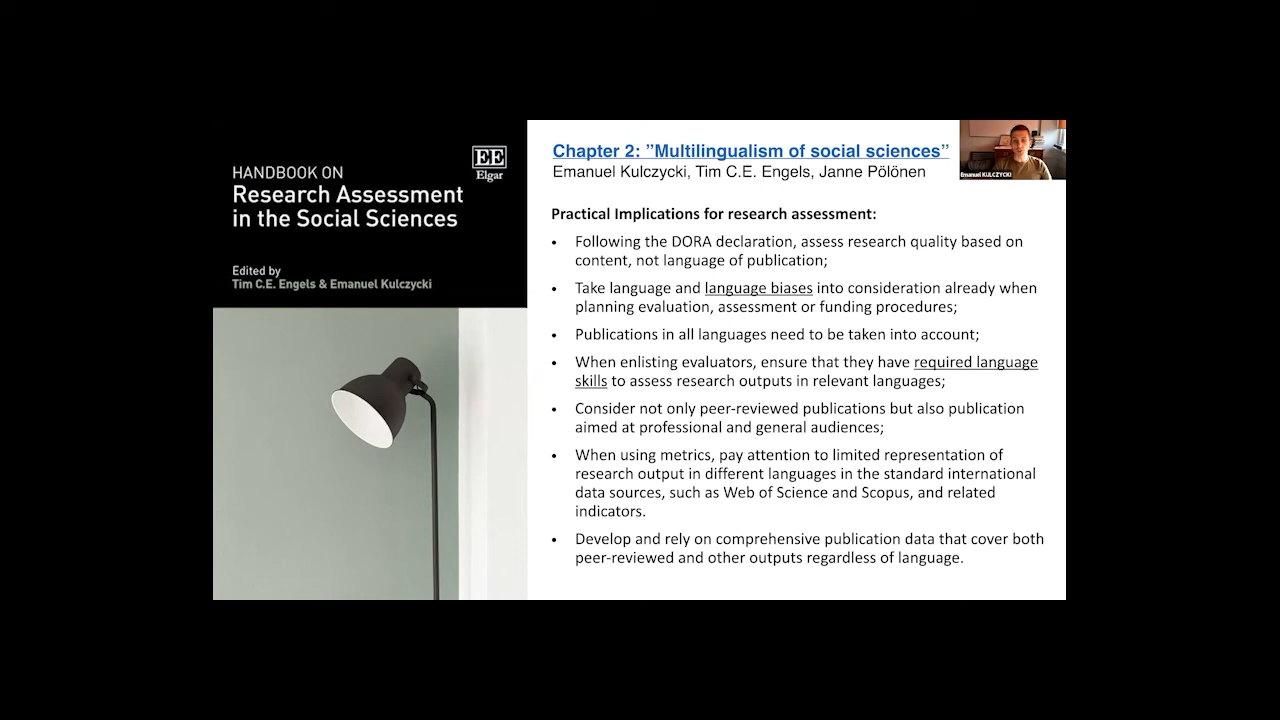 EE
Elgar
HANDBOOK ON
Research Assessment
in the Social Sciences
Edited by
Tim C.E. Engels & Emanuel Kulczycki
Chapter 2: ”Multilingualism of social sciences”
Emanuel Kulczycki, Tim C.E. Engels, Janne Pölönen
Emanuel KULCZYCKI
Practical Implications for research assessment:
• Following the DORA declaration, assess research quality based on
content, not language of publication;
• Take language and language biases into consideration already when
planning evaluation, assessment or funding procedures;
• Publications in all languages need to be taken into account;
• When enlisting evaluators, ensure that they have required language
skills to assess research outputs in relevant languages;
• Consider not only peer-reviewed publications but also publication
aimed at professional and general audiences;
• When using metrics, pay attention to limited representation of
research output in different languages in the standard international
data sources, such as Web of Science and Scopus, and related
indicators.
• Develop and rely on comprehensive publication data that cover both
peer-reviewed and other outputs regardless of language.